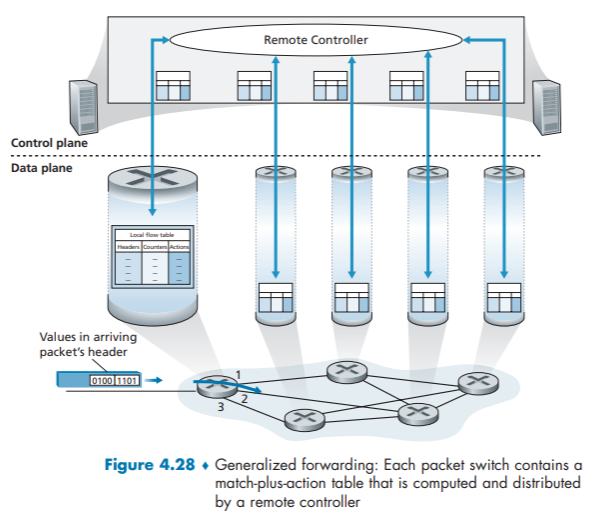 Remote Controller
Control plane
Data plane
Local flow table
Headers Counters Actions
Values in arriving
packet's header
0100 1101
1
2
3
Figure 4.28 ♦ Generalized forwarding: Each packet switch contains a
match-plus-action table that is computed and distributed
by a remote controller